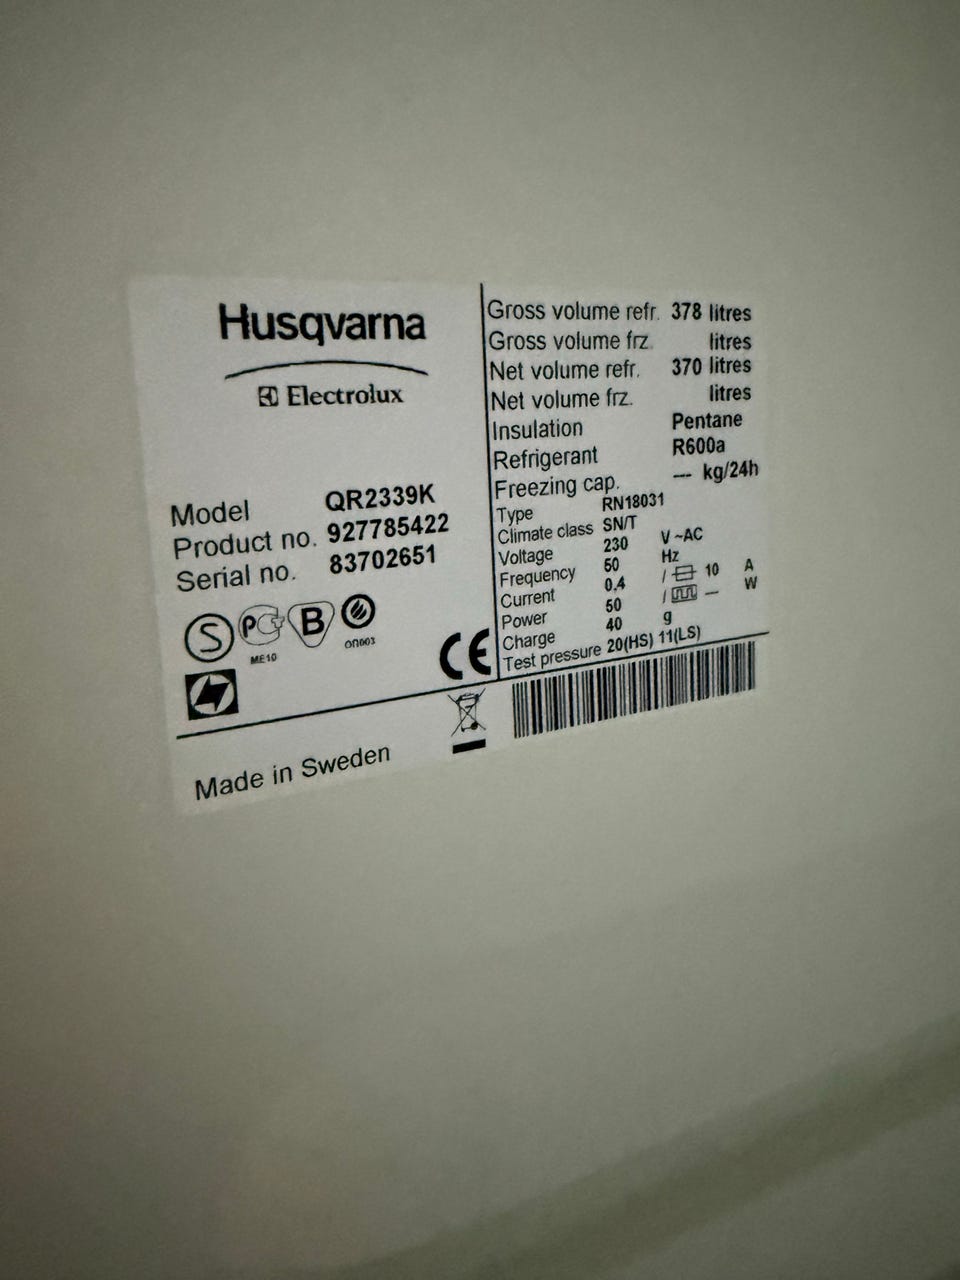 Husqvarna
Electrolux
Model QR2339K
Product no. 927785422
Serial no. 83702651
S PC B
ME10 ОП003
CE
Made in Sweden
Gross volume refr. 378 litres
Gross volume frz litres
Net volume refr. 370 litres
Net volume frz. litres
Insulation Pentane
Refrigerant R600a
Freezing cap. --- kg/24h
Type RN18031
Climate class SN/T
Voltage 230 V ~AC
Frequency 50 Hz
Current 0.4 / 10 A
Power 50 / — W
Charge 40 g
Test pressure 20(HS) 11(LS)